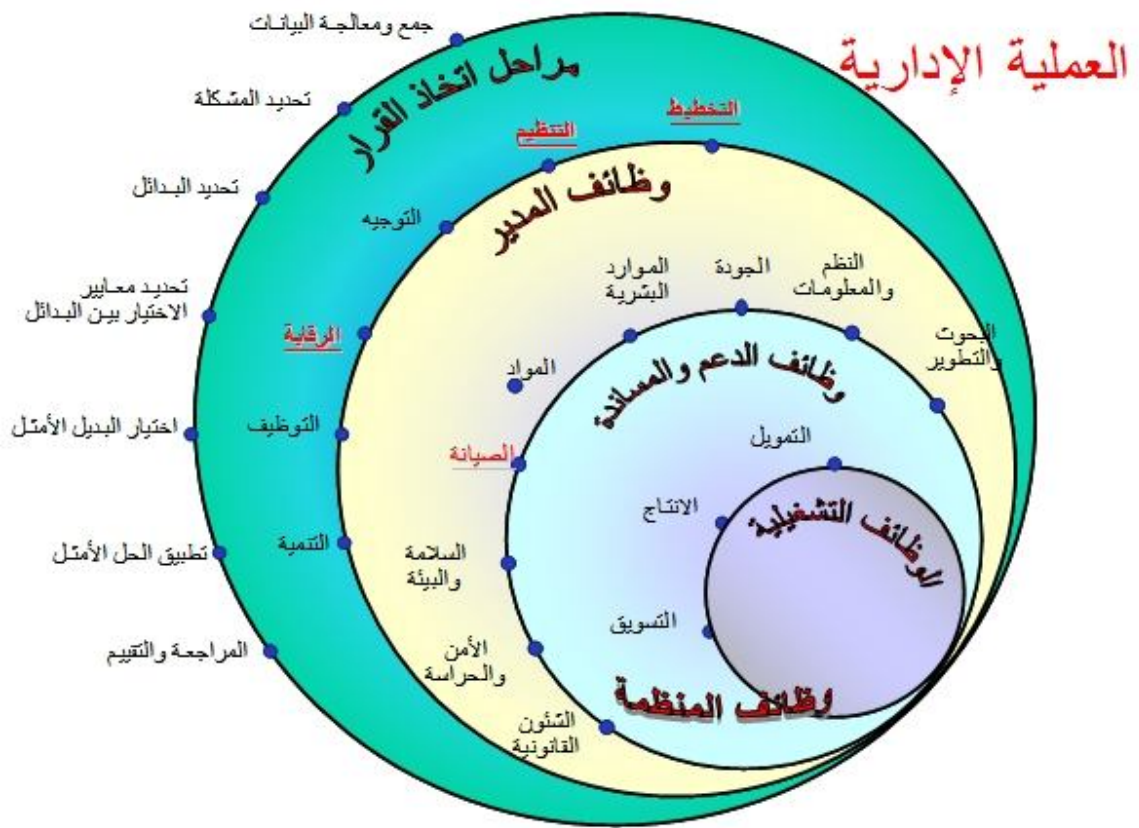 العملية الإدارية
مراحل اتخاذ القرار
جمع ومعالجة البيانات
تحديد المشكلة
تحديد البدائل
تحديد معايير
الاختيار بين البدائل
اختيار البديل الأمثل
تطبيق الحل الأمثل
المراجعة والتقييم
وظائف المدير
التخطيط
التنظيم
التوجيه
الرقابة
التوظيف
التنمية
وظائف الدعم والمساندة
البحوث
والتطوير
النظم
والمعلومات
الجودة
الموارد
البشرية
المواد
الصيانة
السلامة
والبيئة
الأمن
والحراسة
الشئون
القانونية
الوظائف التشغيلية
التمويل
الانتاج
التسويق
وظائف المنظمة